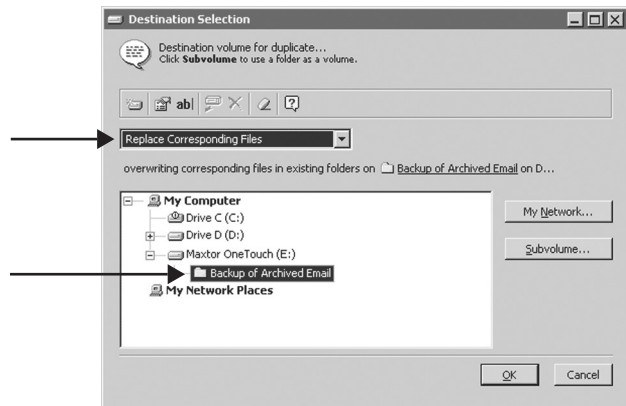 Destination Selection
Destination volume for duplicate...
Click Subvolume to use a folder as a volume.
ab|
Replace Corresponding Files
overwriting corresponding files in existing folders on Backup of Archived Email on D...
My Computer
Drive C (C:)
Drive D (D:)
Maxtor OneTouch (E:)
Backup of Archived Email
My Network Places
My Network...
Subvolume...
OK
Cancel